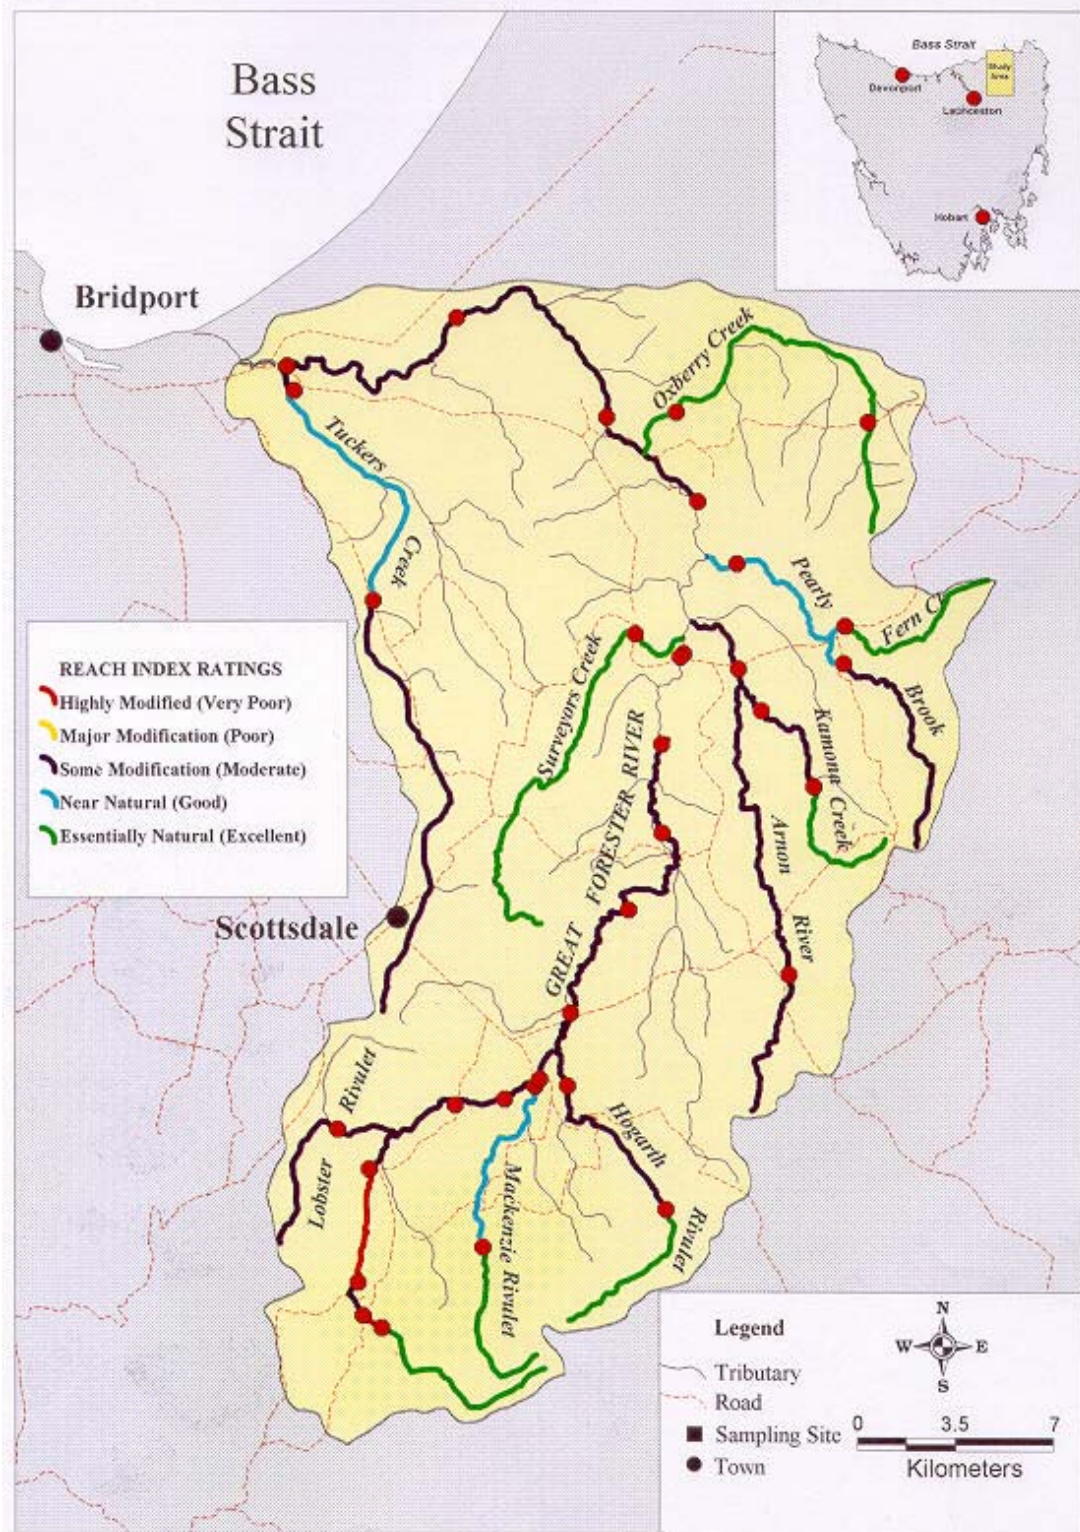 Bass
Strait
Bass Strait
Study
Area
Devonport
Launceston
Hobart
Bridport
Oxberry Creek
Tuckers
Creek
Pearly
Fern Ck
Brook
Surveyors Creek
Kamona
Creek
REACH INDEX RATINGS
Highly Modified (Very Poor)
Major Modification (Poor)
Some Modification (Moderate)
Near Natural (Good)
Essentially Natural (Excellent)
GREAT FORESTER RIVER
Arnon
River
Scottsdale
Lobster
Rivulet
Hogarth
Rivulet
Mackenzie Rivulet
Legend
Tributary
Road
Sampling Site
Town
N
W E
S
0 3.5 7
Kilometers